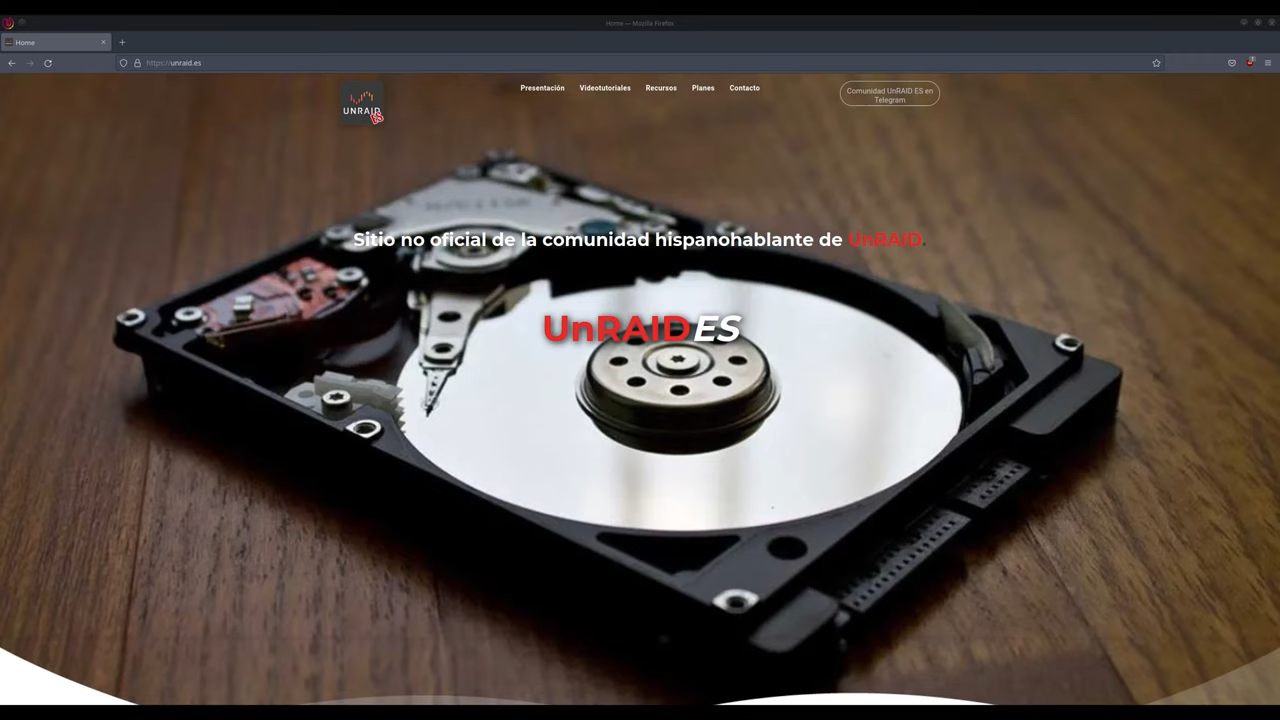 Home — Mozilla Firefox
Home
https://unraid.es
UNRAID
ES
Presentación
Videotutoriales
Recursos
Planes
Contacto
Comunidad UnRAID ES en
Telegram
Sitio no oficial de la comunidad hispanohablante de UnRAID.
UnRAIDES